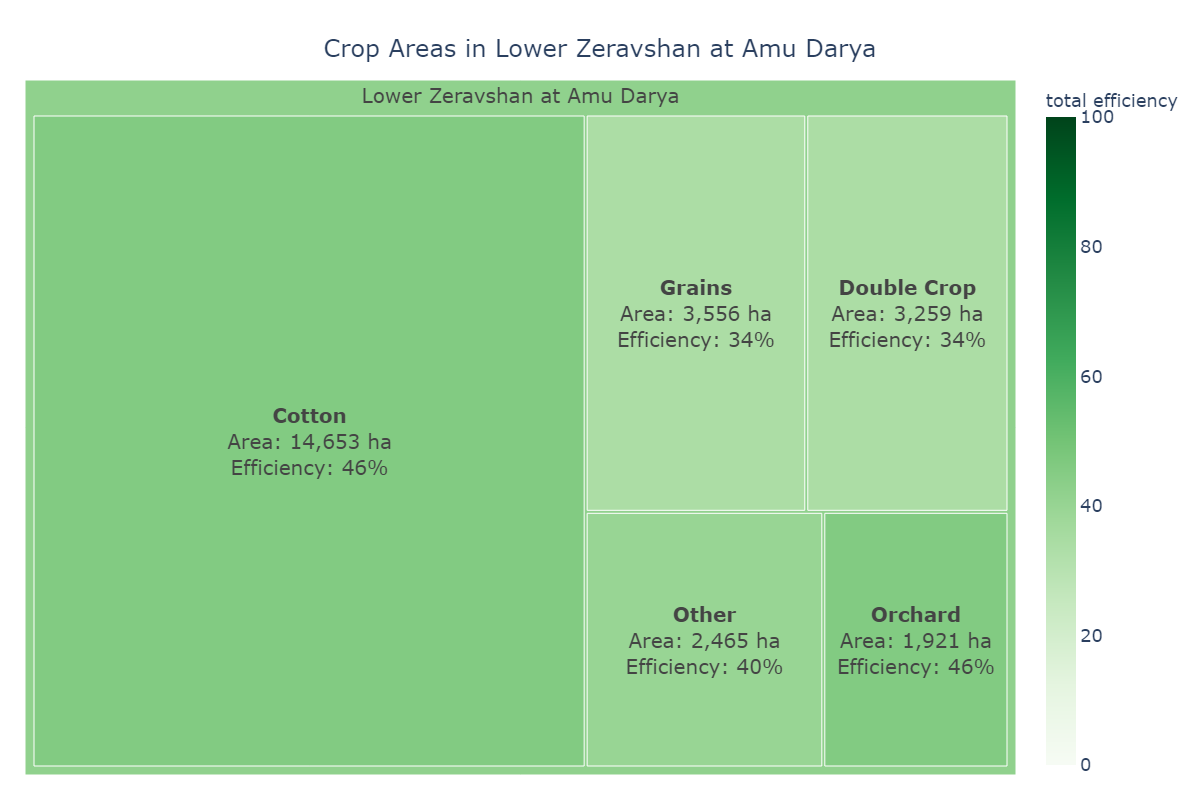 Crop Areas in Lower Zeravshan at Amu Darya
Lower Zeravshan at Amu Darya
Cotton
Area: 14,653 ha
Efficiency: 46%
Grains
Area: 3,556 ha
Efficiency: 34%
Double Crop
Area: 3,259 ha
Efficiency: 34%
Other
Area: 2,465 ha
Efficiency: 40%
Orchard
Area: 1,921 ha
Efficiency: 46%
total efficiency
100
80
60
40
20
0